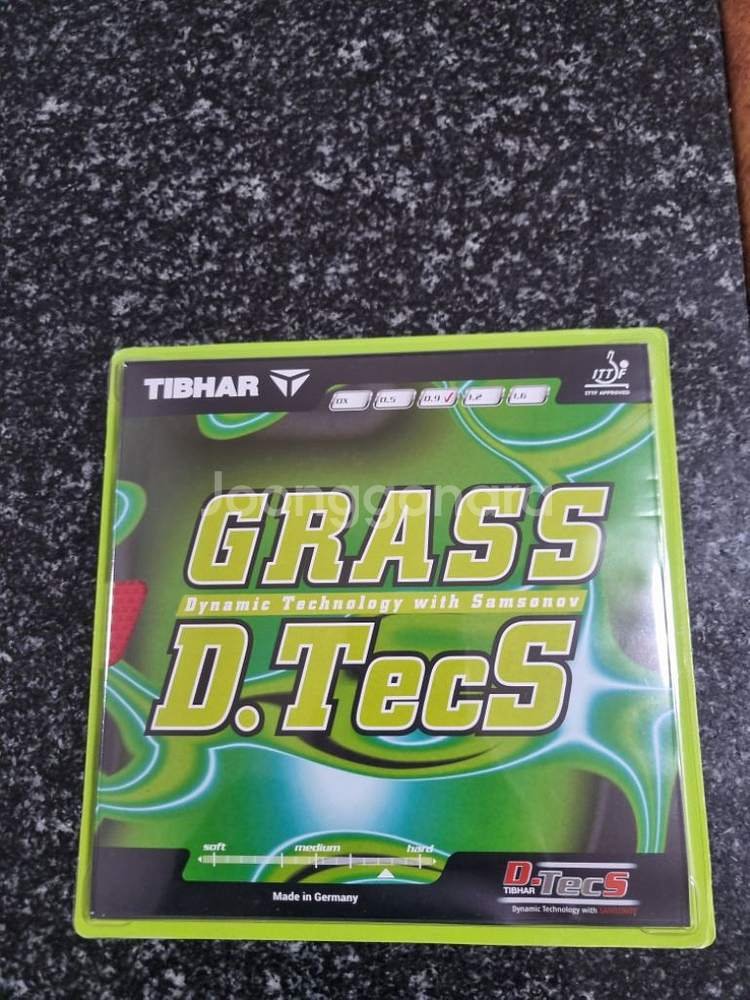 TIBHAR
OX 0.5 0.9 1.2 1.6
ITTF
ITTF APPROVED
Joonggonara
GRASS
Dynamic Technology with Samsonov
D.TecS
soft medium hard
Made in Germany
D-TecS
TIBHAR
Dynamic Technology with SAMSONOV